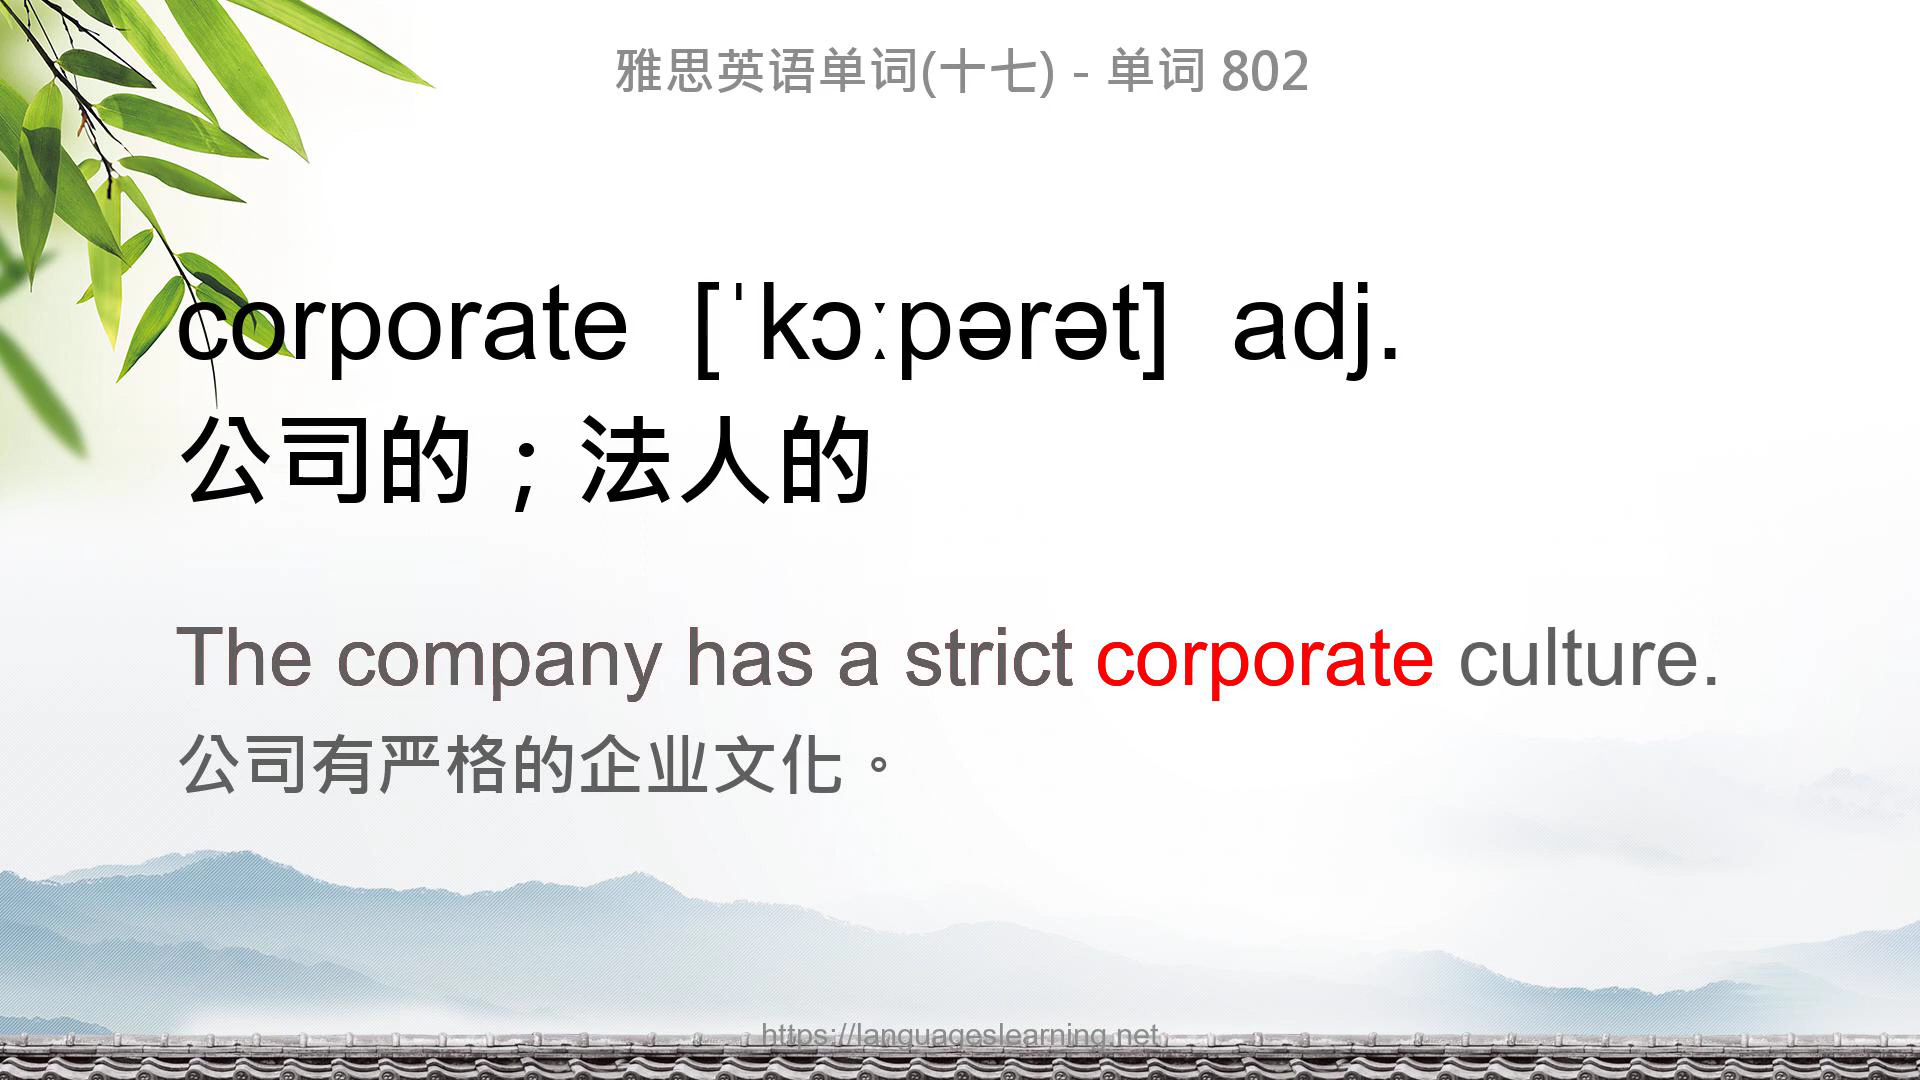 雅思英语单词(十七) - 单词 802
corporate [ˈkɔːpərət] adj.
公司的；法人的
The company has a strict corporate culture.
公司有严格的企业文化。
https://languageslearning.net